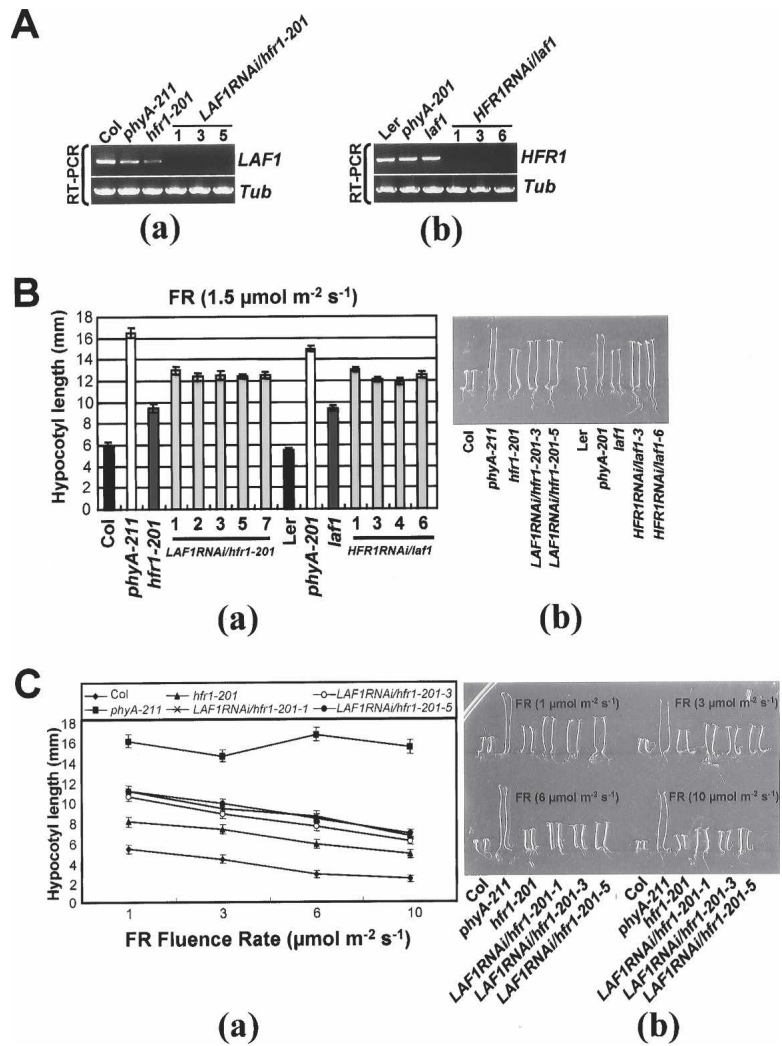 A
Col
phyA-211
hfr1-201
LAF1RNAi/hfr1-201
1 3 5
RT-PCR
LAF1
Tub
(a)
Ler
phyA-201
laf1
HFR1RNAi/laf1
1 3 6
RT-PCR
HFR1
Tub
(b)
B
FR (1.5 µmol m-2 s-1)
Hypocotyl length (mm)
18
16
14
12
10
8
6
4
2
0
Col
phyA-211
hfr1-201
1 2 3 5 7
LAF1RNAi/hfr1-201
Ler
phyA-201
laf1
1 3 4 6
HFR1RNAi/laf1
(a)
Col
phyA-211
hfr1-201
LAF1RNAi/hfr1-201-3
LAF1RNAi/hfr1-201-5
Ler
phyA-201
laf1
HFR1RNAi/laf1-3
HFR1RNAi/laf1-6
(b)
C
Col
hfr1-201
LAF1RNAi/hfr1-201-3
phyA-211
LAF1RNAi/hfr1-201-1
LAF1RNAi/hfr1-201-5
Hypocotyl length (mm)
18
16
14
12
10
8
6
4
2
0
1 3 6 10
FR Fluence Rate (µmol m-2 s-1)
(a)
FR (1 µmol m-2 s-1)
FR (3 µmol m-2 s-1)
FR (6 µmol m-2 s-1)
FR (10 µmol m-2 s-1)
Col
phyA-211
hfr1-201
LAF1RNAi/hfr1-201-1
LAF1RNAi/hfr1-201-3
LAF1RNAi/hfr1-201-5
Col
phyA-211
hfr1-201
LAF1RNAi/hfr1-201-1
LAF1RNAi/hfr1-201-3
LAF1RNAi/hfr1-201-5
(b)